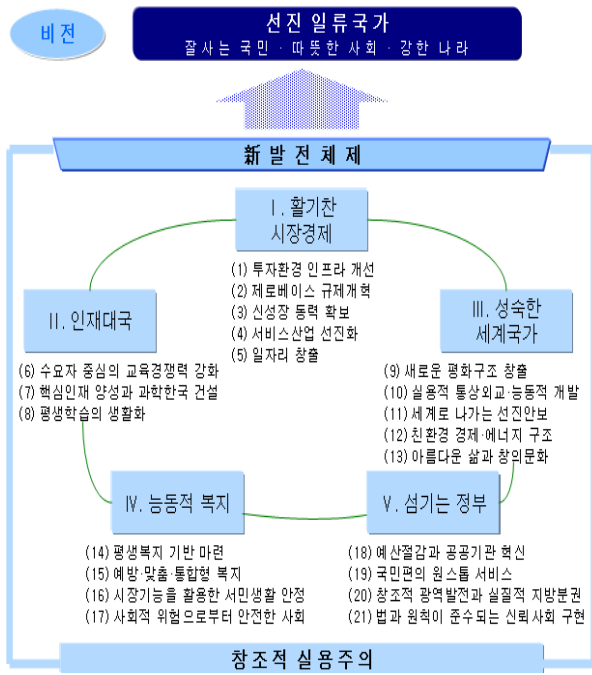 비전
선진 일류국가
잘사는 국민 · 따뜻한 사회 · 강한 나라
新발전체제
Ⅰ. 활기찬
시장경제
(1) 투자환경 인프라 개선
(2) 제로베이스 규제개혁
(3) 신성장 동력 확보
(4) 서비스산업 선진화
(5) 일자리 창출
Ⅱ. 인재대국
(6) 수요자 중심의 교육경쟁력 강화
(7) 핵심인재 양성과 과학한국 건설
(8) 평생학습의 생활화
Ⅲ. 성숙한
세계국가
(9) 새로운 평화구조 창출
(10) 실용적 통상외교·능동적 개발
(11) 세계로 나가는 선진안보
(12) 친환경 경제·에너지 구조
(13) 아름다운 삶과 창의문화
Ⅳ. 능동적 복지
(14) 평생복지 기반 마련
(15) 예방·맞춤·통합형 복지
(16) 시장기능을 활용한 서민생활 안정
(17) 사회적 위험으로부터 안전한 사회
Ⅴ. 섬기는 정부
(18) 예산절감과 공공기관 혁신
(19) 국민편의 원스톱 서비스
(20) 창조적 광역발전과 실질적 지방분권
(21) 법과 원칙이 준수되는 신뢰사회 구현
창조적 실용주의